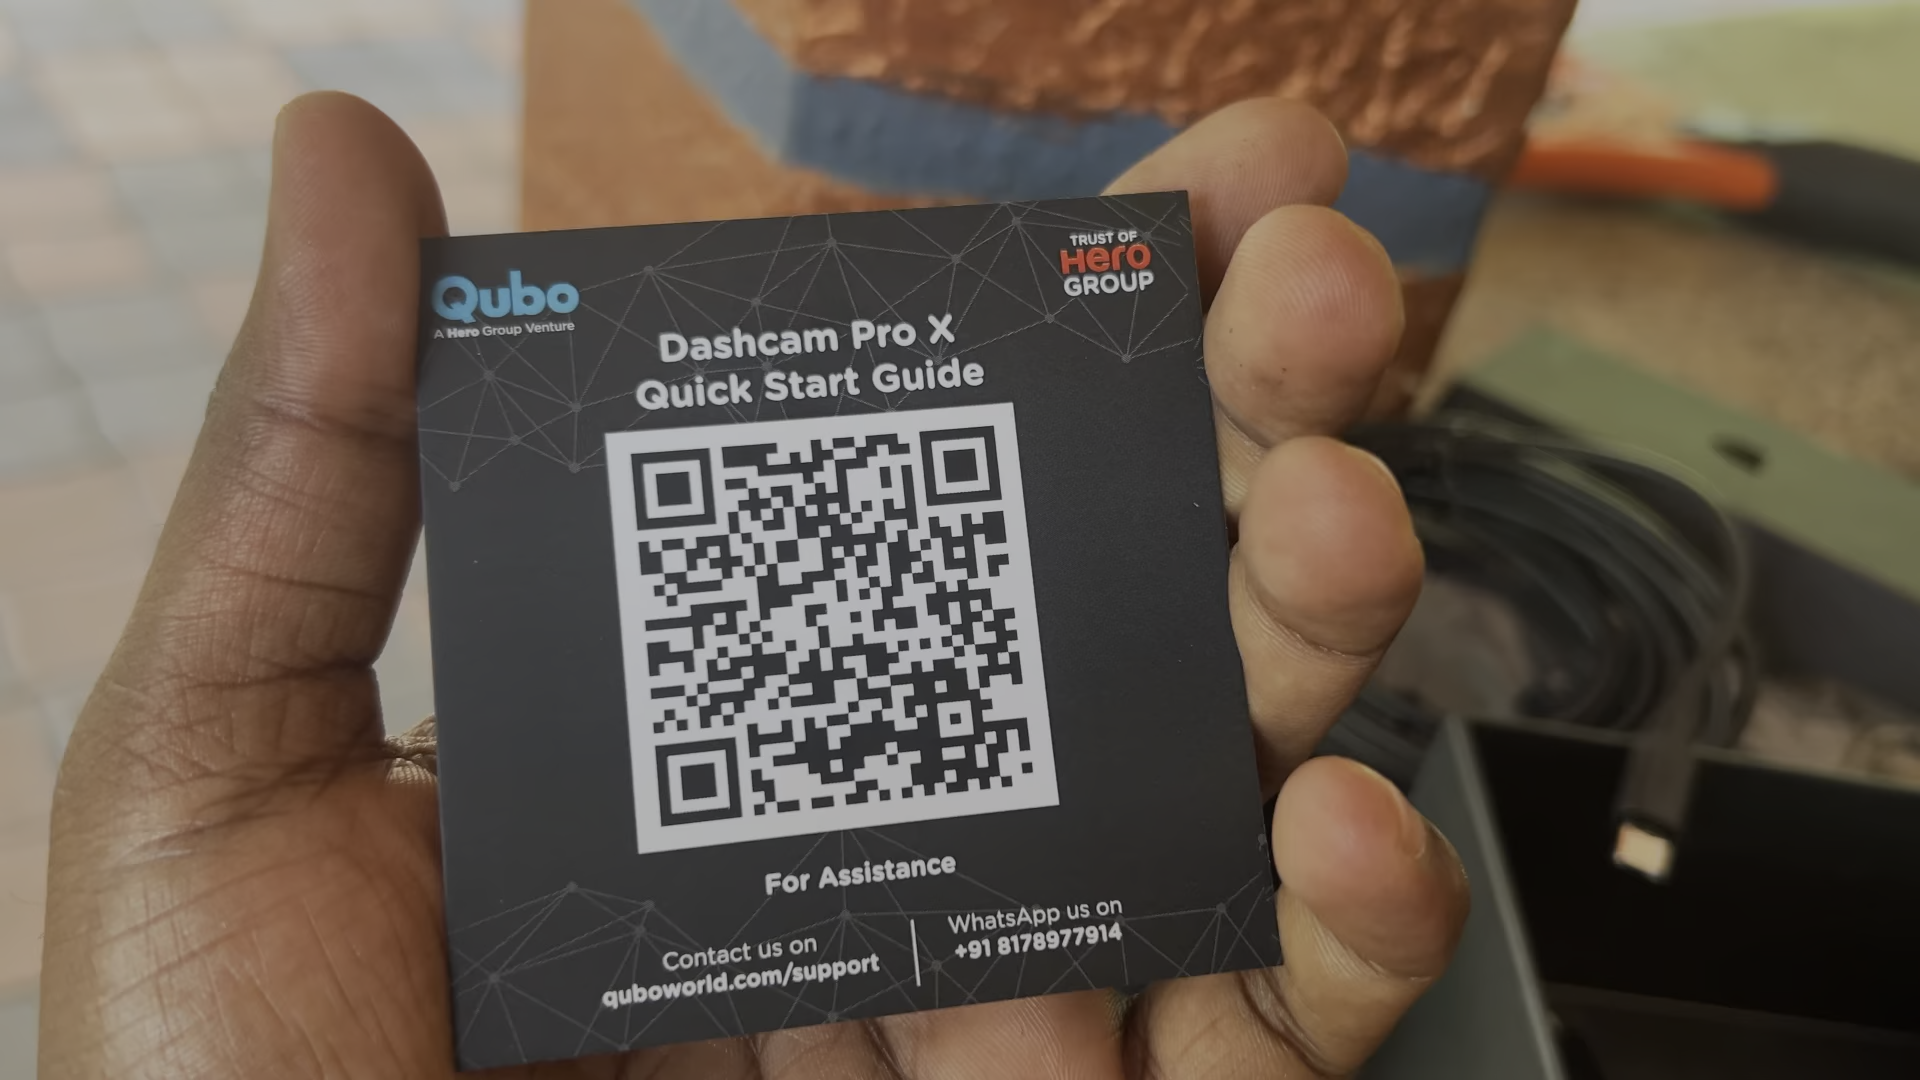 Qubo
A Hero Group Venture
TRUST OF
Hero
GROUP
Dashcam Pro X
Quick Start Guide
For Assistance
Contact us on
quboworld.com/support
WhatsApp us on
+91 8178977914